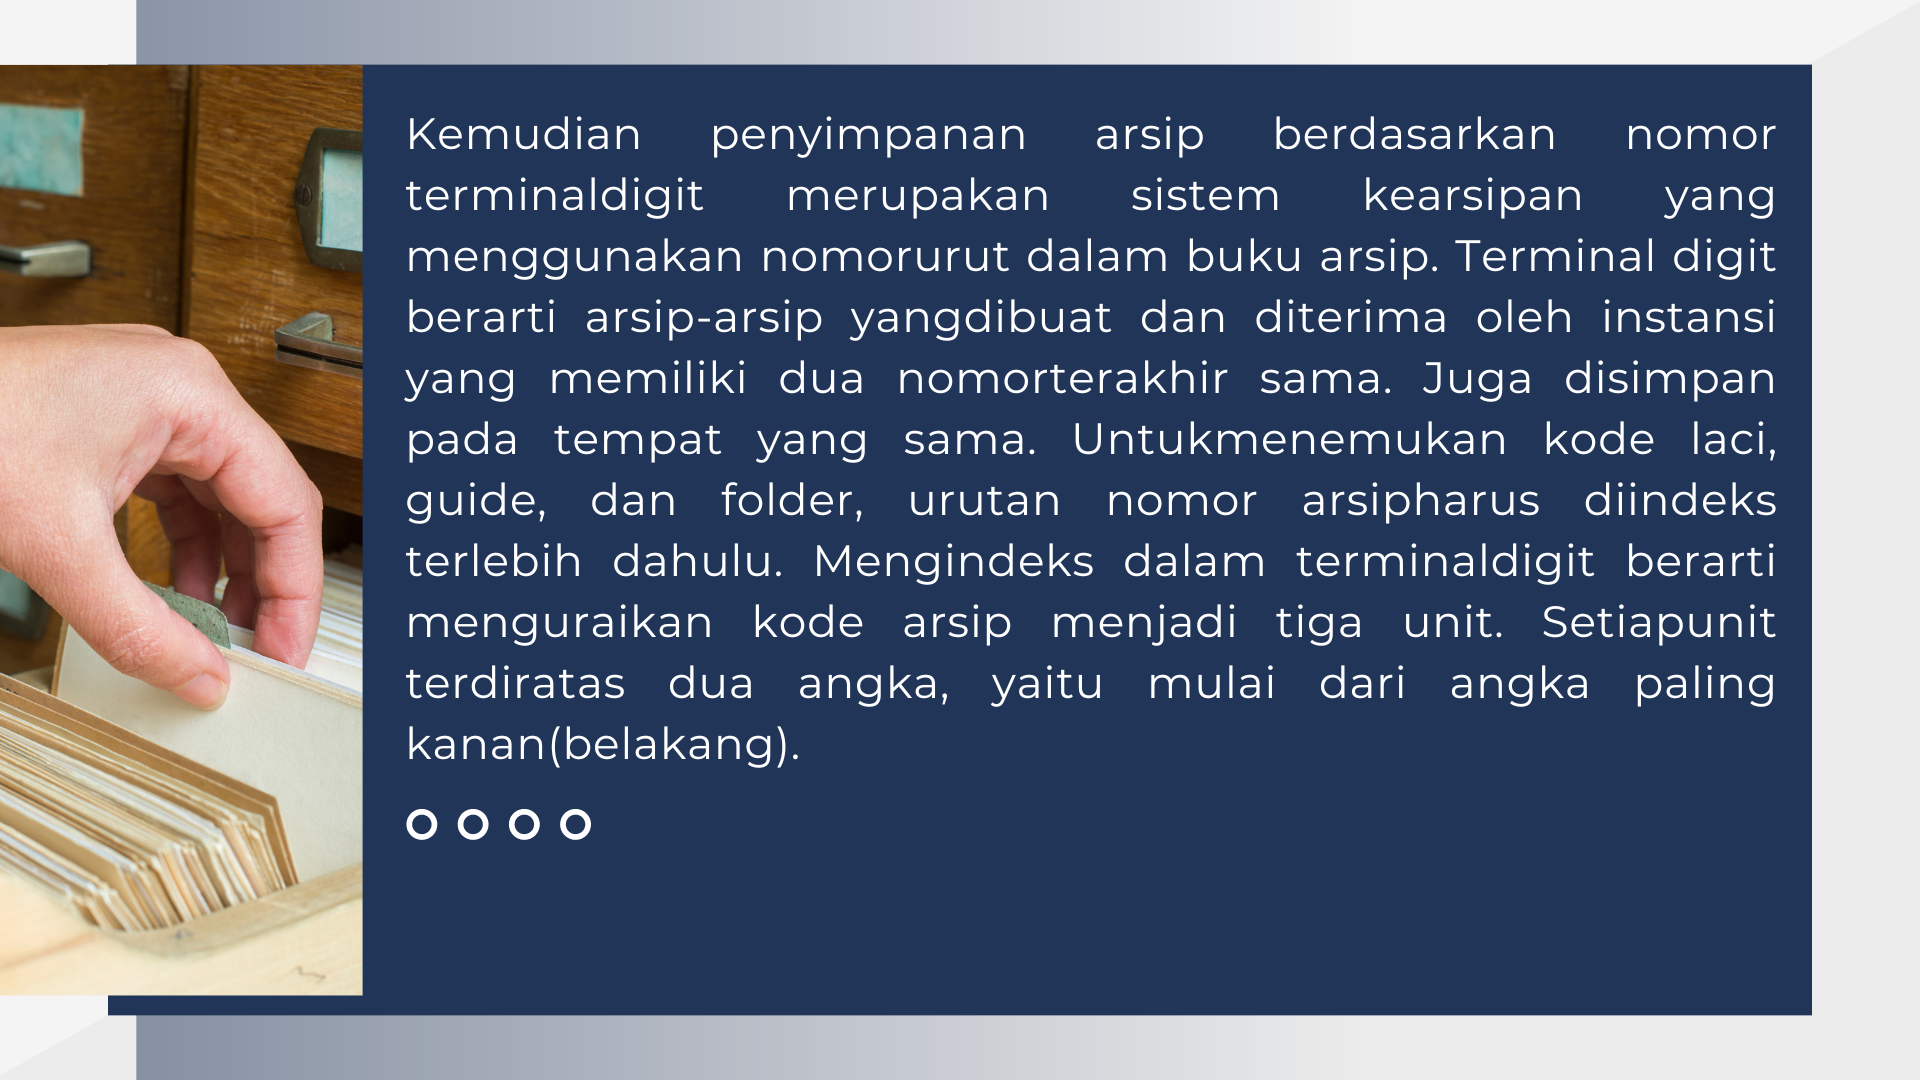 Kemudian penyimpanan arsip berdasarkan nomor
terminaldigit merupakan sistem kearsipan yang
menggunakan nomorurut dalam buku arsip. Terminal digit
berarti arsip-arsip yangdibuat dan diterima oleh instansi
yang memiliki dua nomorterakhir sama. Juga disimpan
pada tempat yang sama. Untukmenemukan kode laci,
guide, dan folder, urutan nomor arsipharus diindeks
terlebih dahulu. Mengindeks dalam terminaldigit berarti
menguraikan kode arsip menjadi tiga unit. Setiapunit
terdiratas dua angka, yaitu mulai dari angka paling
kanan(belakang).